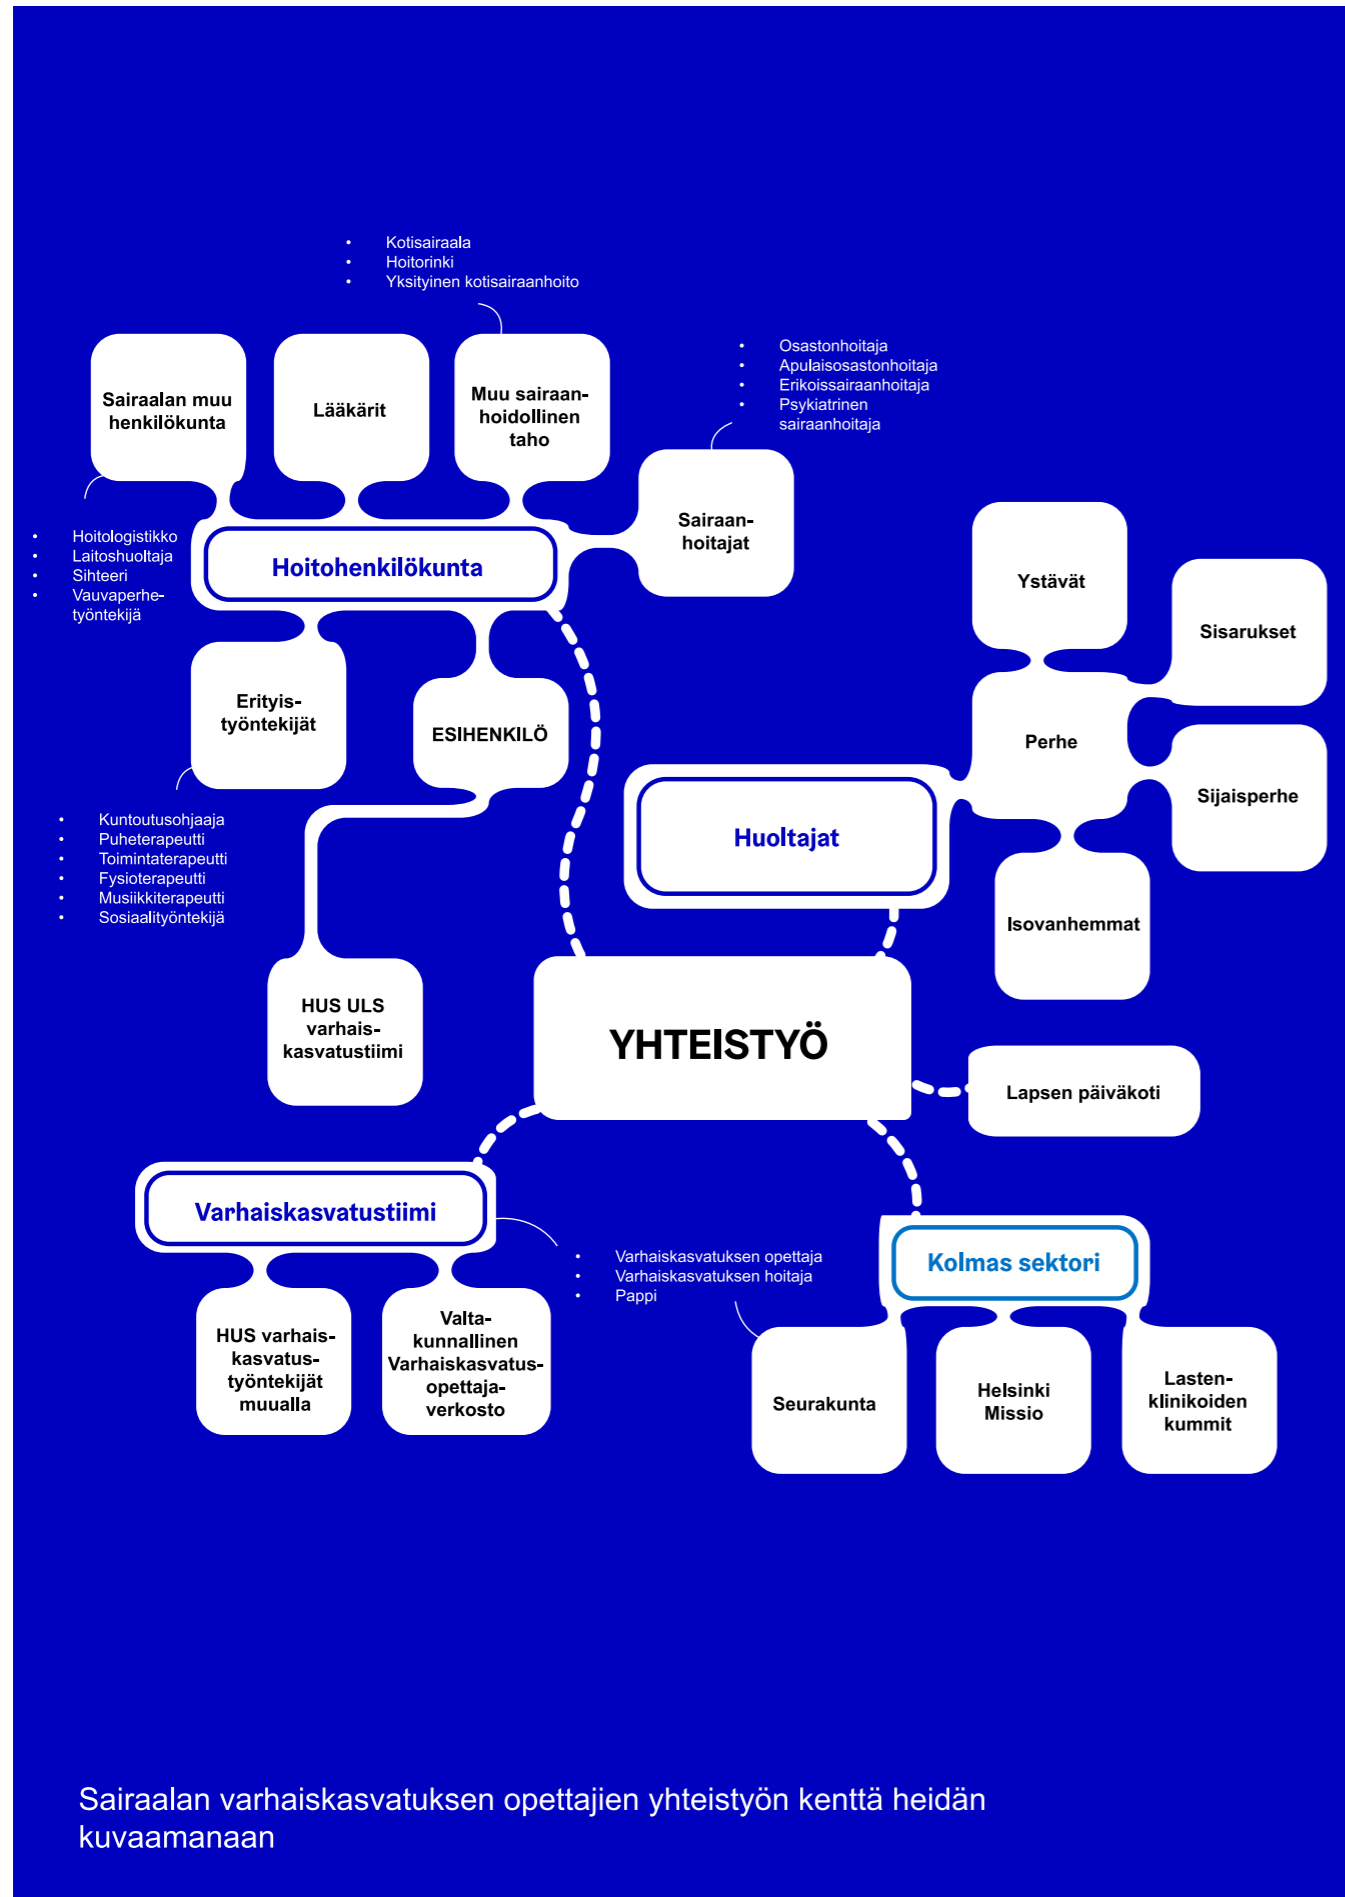 Kotisairaala
Hoitorinki
Yksityinen kotisairaanhoito
Sairaalan muu
henkilökunta
Lääkärit
Muu sairaan-
hoidollinen
taho
Osastonhoitaja
Apulaisosastonhoitaja
Erikoissairaanhoitaja
Psykiatrinen
sairaanhoitaja
Sairaan-
hoitajat
Hoitologistikko
Laitoshuoltaja
Sihteeri
Vauvaperhe-
työntekijä
Hoitohenkilökunta
Erityis-
työntekijät
ESIHENKILÖ
Kuntoutusohjaaja
Puheterapeutti
Toimintaterapeutti
Fysioterapeutti
Musiikkiterapeutti
Sosiaalityöntekijä
HUS ULS
varhais-
kasvatustiimi
Ystävät
Sisarukset
Perhe
Sijaisperhe
Huoltajat
Isovanhemmat
YHTEISTYÖ
Lapsen päiväkoti
Varhaiskasvatustiimi
HUS varhais-
kasvatus-
työntekijät
muualla
Valta-
kunnallinen
Varhaiskasvatus-
opettaja-
verkosto
Varhaiskasvatuksen opettaja
Varhaiskasvatuksen hoitaja
Pappi
Kolmas sektori
Seurakunta
Helsinki
Missio
Lasten-
klinikoiden
kummit
Sairaalan varhaiskasvatuksen opettajien yhteistyön kenttä heidän
kuvaamanaan